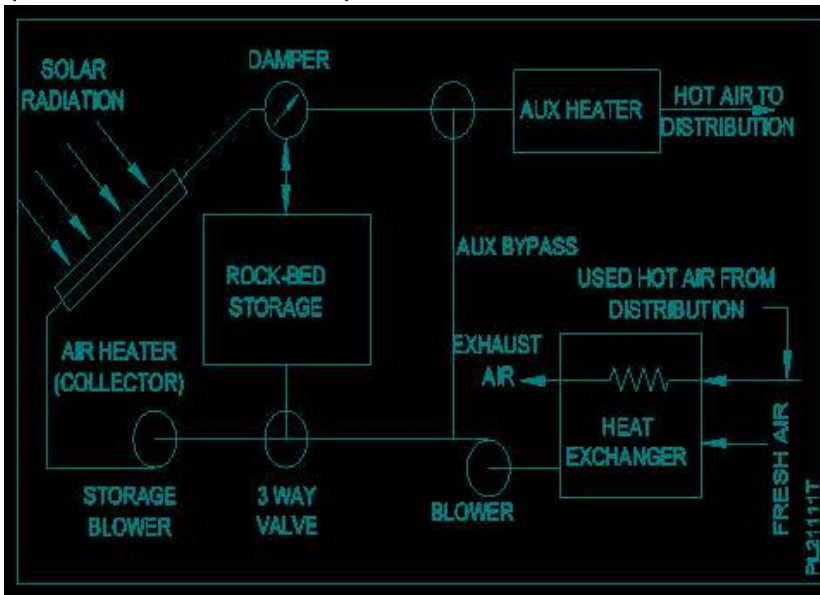 SOLAR
RADIATION
DAMPER
AUX HEATER
HOT AIR TO
DISTRIBUTION
ROCK-BED
STORAGE
AUX BYPASS
USED HOT AIR FROM
DISTRIBUTION
AIR HEATER
(COLLECTOR)
EXHAUST
AIR
HEAT
EXCHANGER
FRESH AIR
STORAGE
BLOWER
3 WAY
VALVE
BLOWER
PL21111T